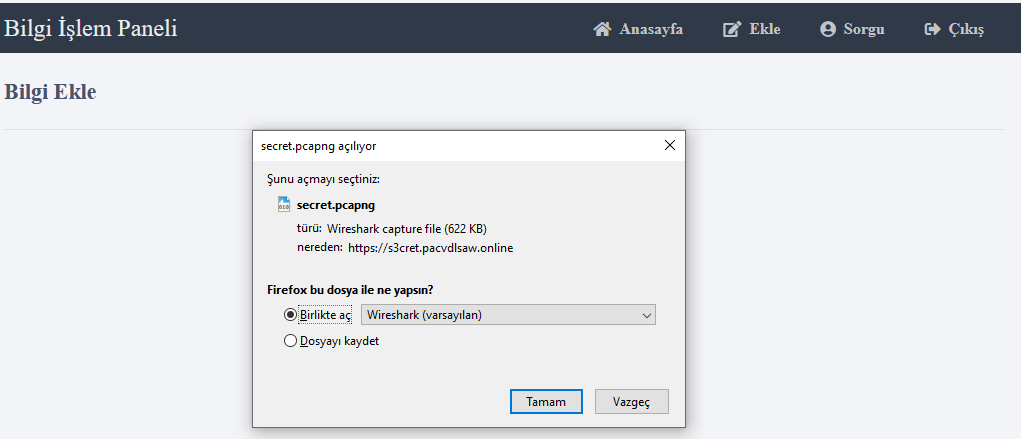 Bilgi İşlem Paneli
Anasayfa
Ekle
Sorgu
Çıkış
Bilgi Ekle
secret.pcapng açılıyor
Şunu açmayı seçtiniz:
secret.pcapng
türü: Wireshark capture file (622 KB)
nereden: https://s3cret.pacvdlsaw.online
Firefox bu dosya ile ne yapsın?
Birlikte aç
Wireshark (varsayılan)
Dosyayı kaydet
Tamam
Vazgeç